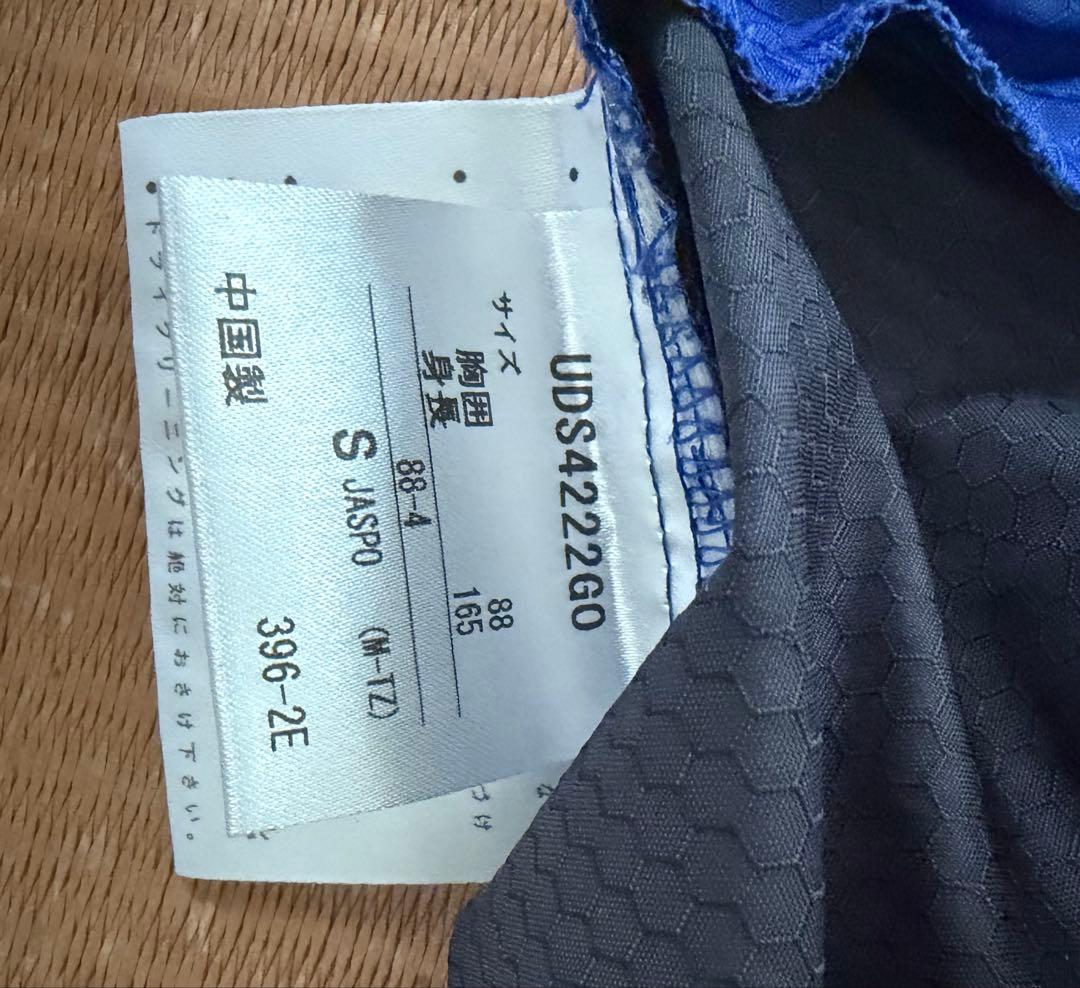 UDS4222GO
サイズ
胸囲 88
身長 165
88-4
S JASPO (M-TZ)
中国製 396-2E
ドライクリーニングは絶対におさけ下さい。